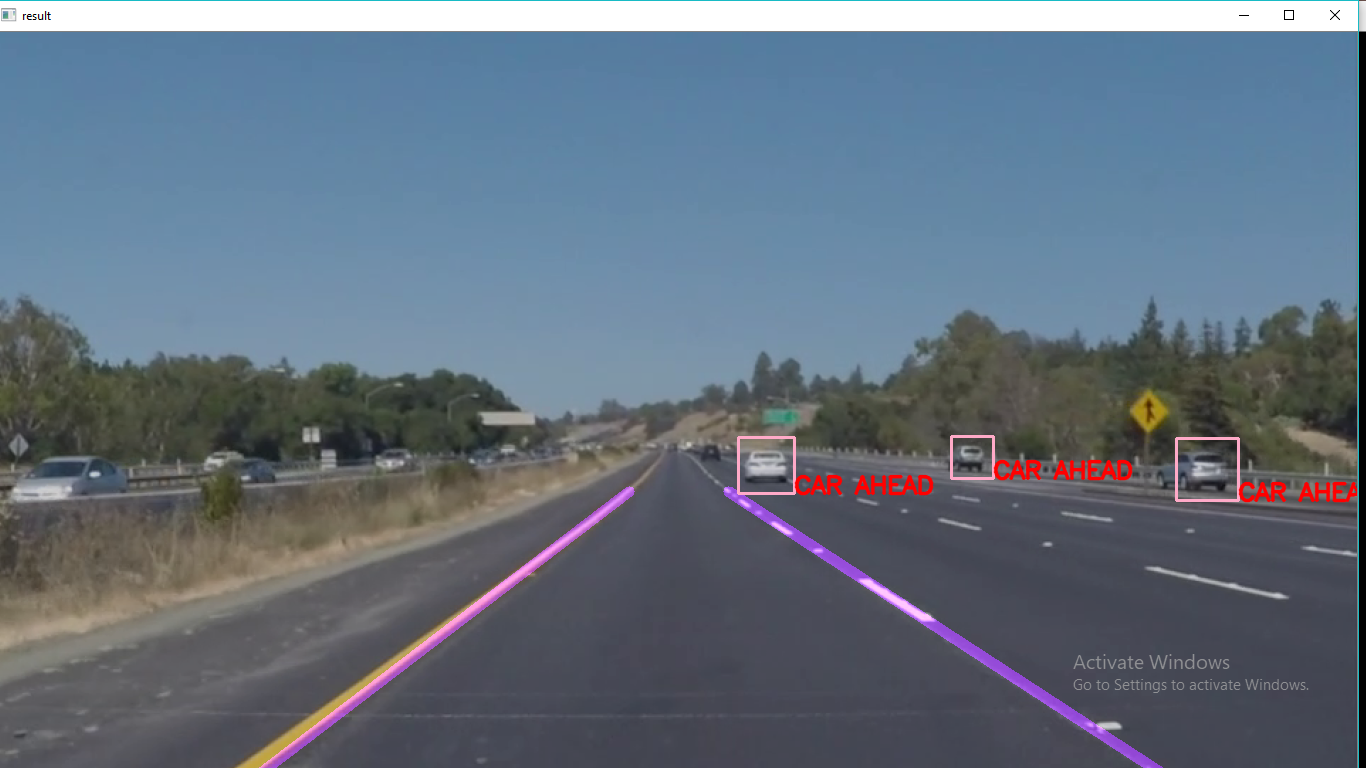 result
CAR AHEAD
CAR AHEAD
CAR AHEA
Activate Windows
Go to Settings to activate Windows.